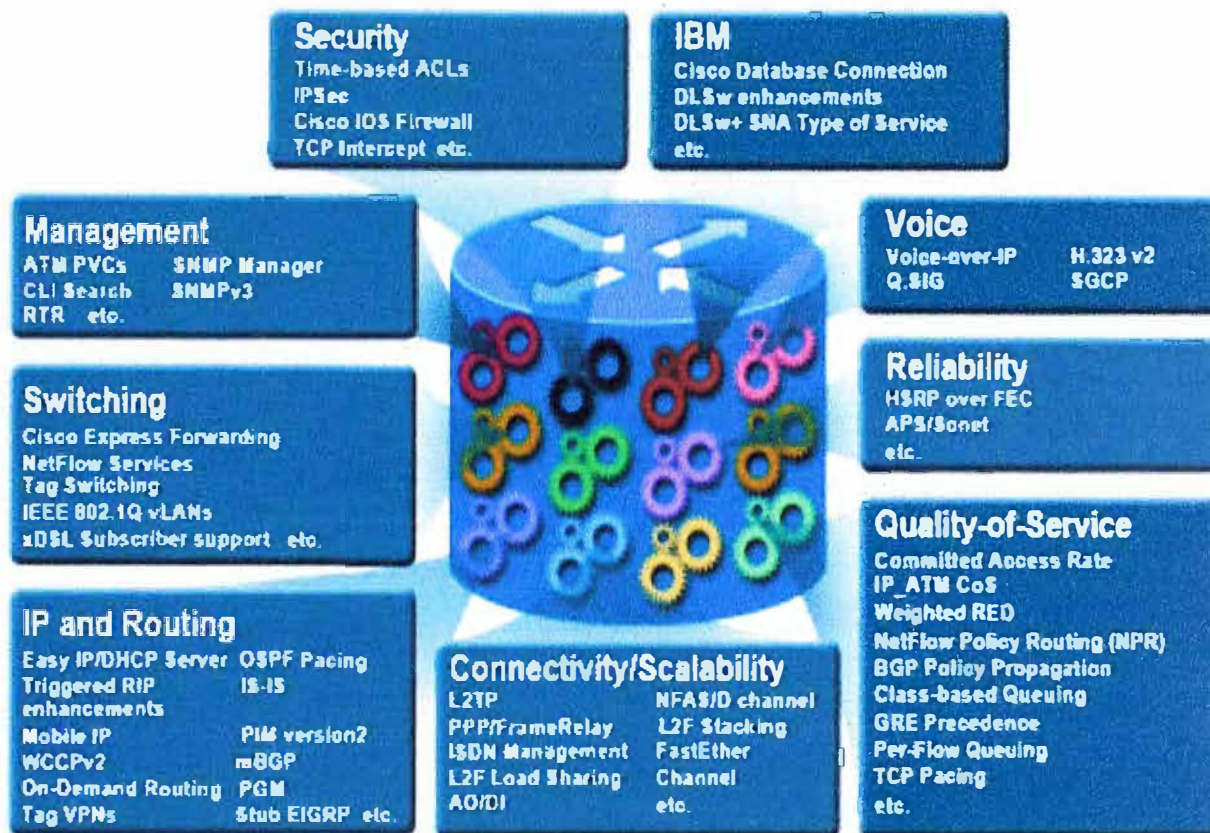 Security
Time-based ACLs
IPSec
Cisco IOS Firewall
TCP Intercept etc.
IBM
Cisco Database Connection
DLSw enhancements
DLSw+ SNA Type of Service
etc.
Management
ATM PVCs SNMP Manager
CLI Search SNMPv3
RTR etc.
Voice
Voice-over-IP H.323 v2
Q.SIG SGCP
Switching
Cisco Express Forwarding
NetFlow Services
Tag Switching
IEEE 802.1Q vLANs
xDSL Subscriber support etc.
Reliability
HSRP over FEC
APS/Sonet
etc.
IP and Routing
Easy IP/DHCP Server OSPF Pacing
Triggered RIP IS-IS
enhancements
Mobile IP PIM version2
WCCPv2 mBGP
On-Demand Routing PGM
Tag VPNs Stub EIGRP etc.
Connectivity/Scalability
L2TP NFAS/D channel
PPP/FrameRelay L2F Stacking
ISDN Management FastEther
L2F Load Sharing Channel
AO/DI etc.
Quality-of-Service
Committed Access Rate
IP_ATM CoS
Weighted RED
NetFlow Policy Routing (NPR)
BGP Policy Propagation
Class-based Queuing
GRE Precedence
Per-Flow Queuing
TCP Pacing
etc.